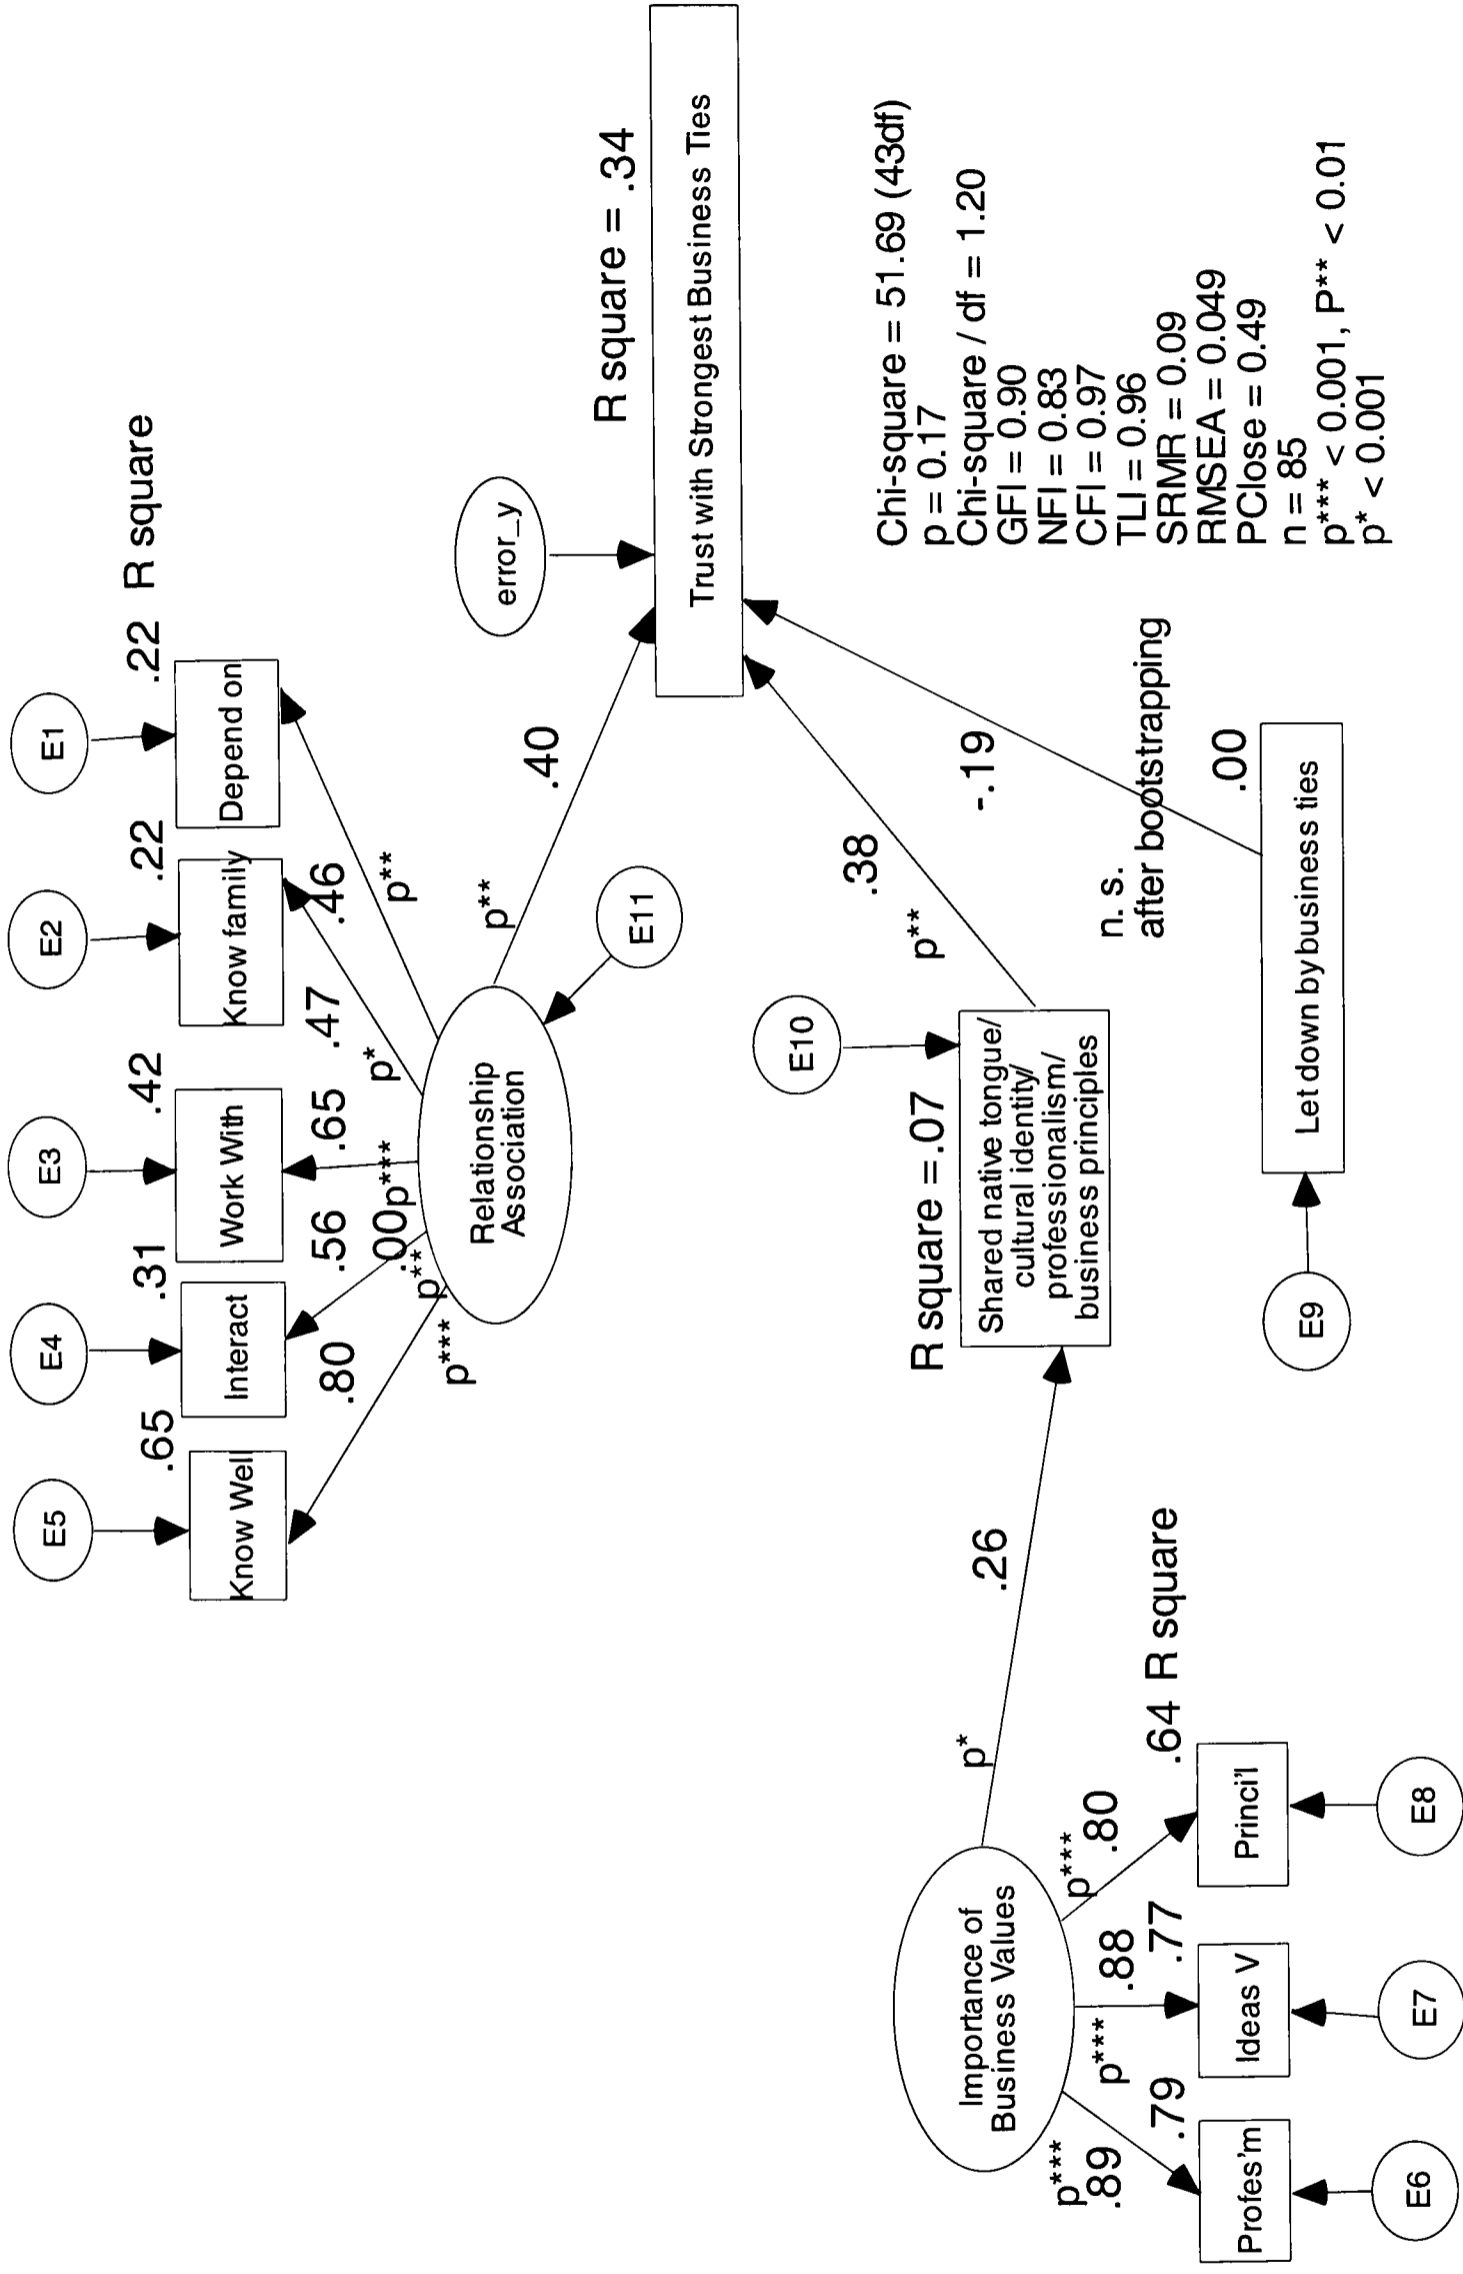 E5
E4
E3
E2
E1
.65
.31
.42
.22
.22 R square
Know Well
Interact
Work With
Know family
Depend on
.80
.56
.65
.47
.46
p***
p**
.00
p***
p*
p**
Relationship
Association
E11
p**
.40
error_y
R square = .34
Trust with Strongest Business Ties
E10
R square =.07
Shared native tongue/
cultural identity/
professionalism/
business principles
p**
.38
-.19
n. s.
after bootstrapping
.00
Let down by business ties
E9
Importance of
Business Values
p*
.26
p***
.89
p***
.88
p***
.80
.79
.77
.64 R square
Profes'm
Ideas V
Princi'l
E6
E7
E8
Chi-square = 51.69 (43df)
p = 0.17
Chi-square / df = 1.20
GFI = 0.90
NFI = 0.83
CFI = 0.97
TLI = 0.96
SRMR = 0.09
RMSEA = 0.049
PClose = 0.49
n = 85
p*** < 0.001, P** < 0.01
p* < 0.001